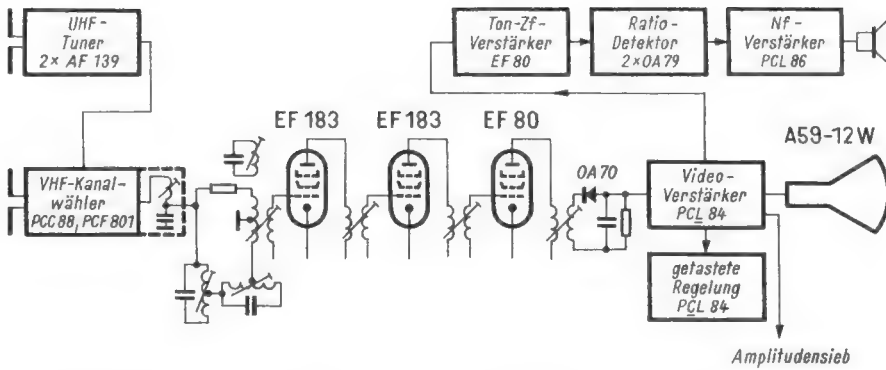 UHF-
Tuner
2× AF 139
Ton-Zf-
Verstärker
EF 80
Ratio-
Detektor
2×OA79
Nf-
Verstärker
PCL 86
EF 183
EF 183
EF 80
A59-12W
VHF-Kanal-
wähler
PCC 88, PCF 801
OA70
Video-
Verstärker
PCL 84
getastete
Regelung
PCL 84
Amplitudensieb